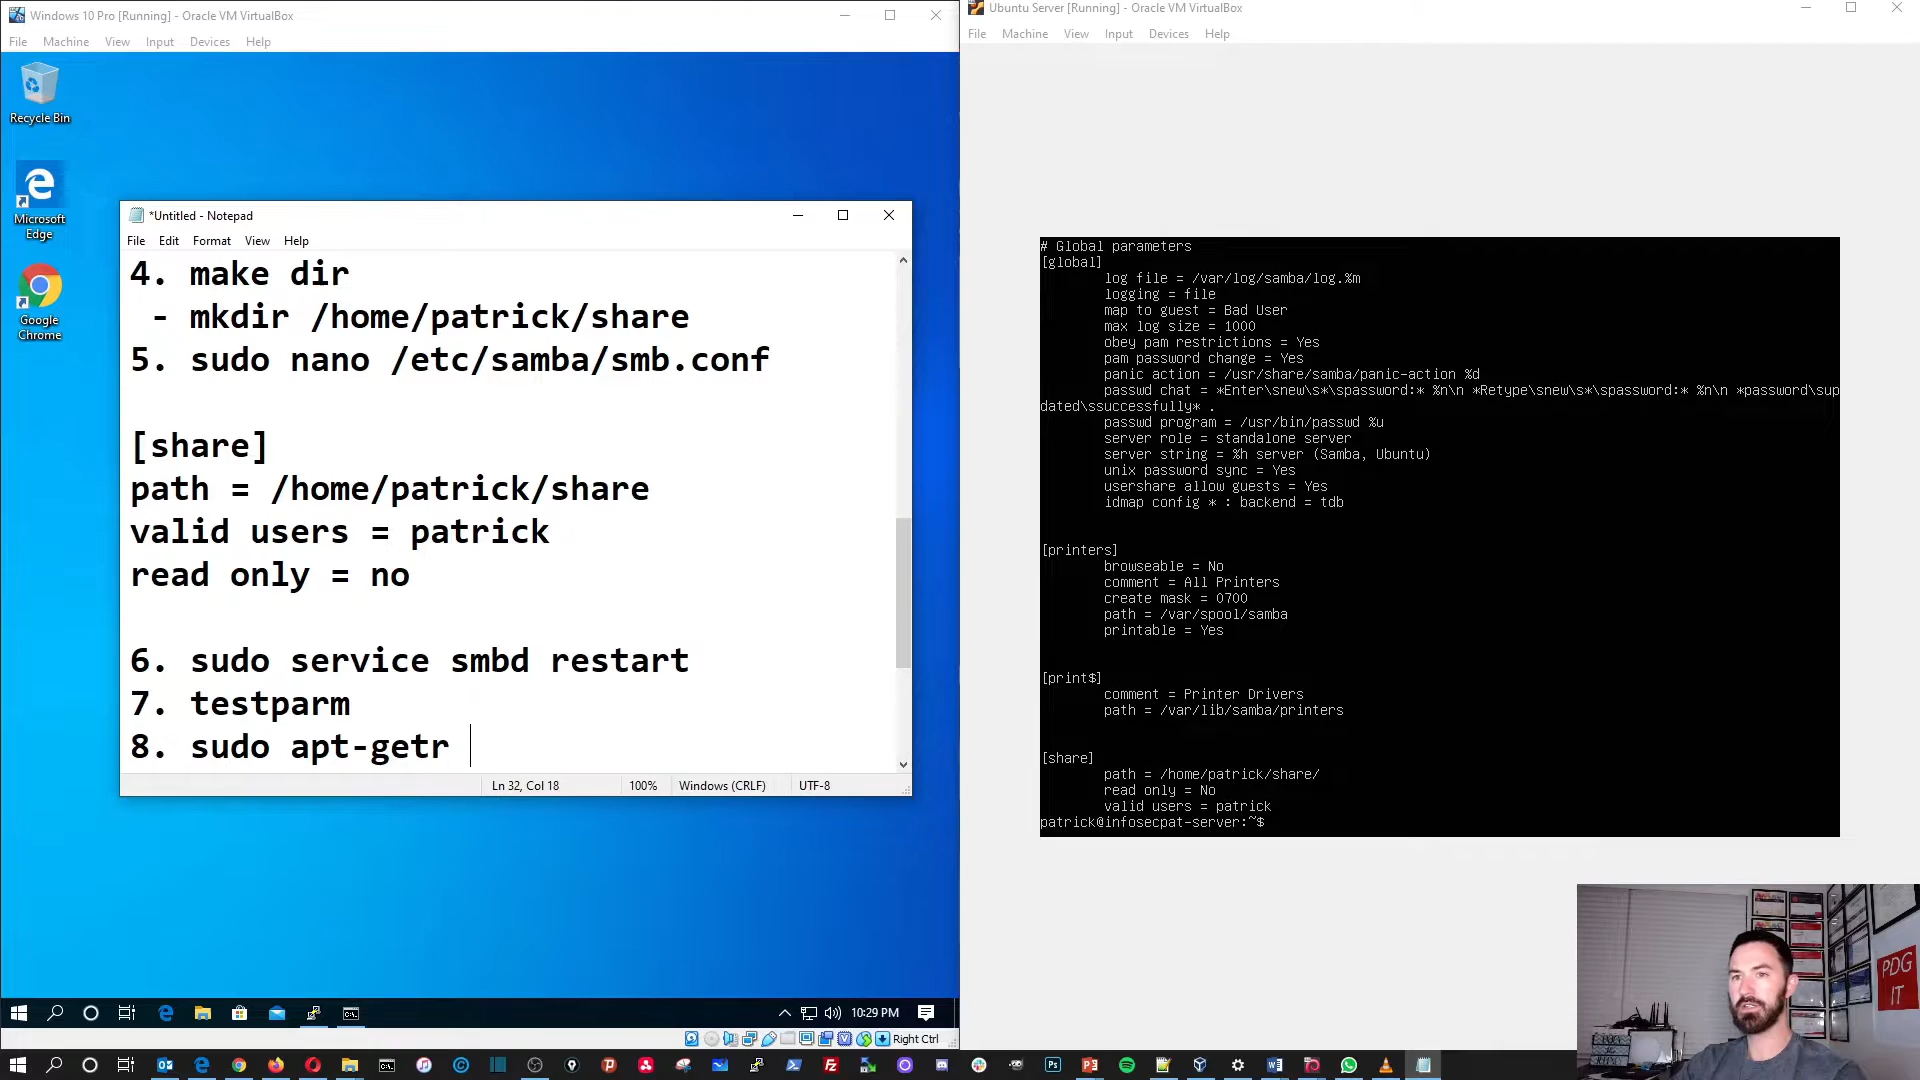 Windows 10 Pro [Running] - Oracle VM VirtualBox
File Machine View Input Devices Help
Recycle Bin
Microsoft
Edge
Google
Chrome
*Untitled - Notepad
File Edit Format View Help
4. make dir
- mkdir /home/patrick/share
5. sudo nano /etc/samba/smb.conf
[share]
path = /home/patrick/share
valid users = patrick
read only = no
6. sudo service smbd restart
7. testparm
8. sudo apt-getr
Ln 32, Col 18 100% Windows (CRLF) UTF-8
10:29 PM
Right Ctrl
Ubuntu Server [Running] - Oracle VM VirtualBox
File Machine View Input Devices Help
# Global parameters
[global]
log file = /var/log/samba/log.%m
logging = file
map to guest = Bad User
max log size = 1000
obey pam restrictions = Yes
pam password change = Yes
panic action = /usr/share/samba/panic-action %d
passwd chat = *Enter\snew\s*\spassword:* %n\n *Retype\snew\s*\spassword:* %n\n *password\sup
dated\ssuccessfully* .
passwd program = /usr/bin/passwd %u
server role = standalone server
server string = %h server (Samba, Ubuntu)
unix password sync = Yes
usershare allow guests = Yes
idmap config * : backend = tdb
[printers]
browseable = No
comment = All Printers
create mask = 0700
path = /var/spool/samba
printable = Yes
[print$]
comment = Printer Drivers
path = /var/lib/samba/printers
[share]
path = /home/patrick/share/
read only = No
valid users = patrick
patrick@infosecpat-server:~$
PDG
IT